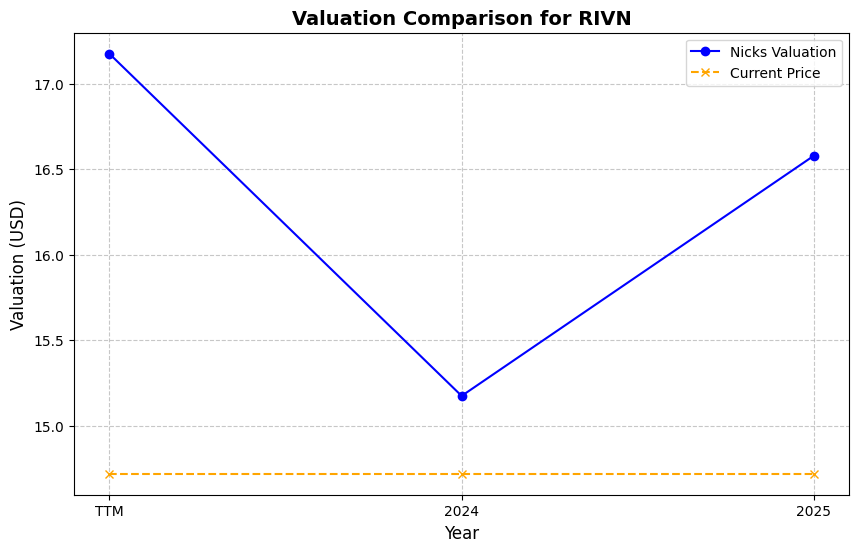 Valuation Comparison for RIVN
Nicks Valuation
Current Price
Valuation (USD)
17.0
16.5
16.0
15.5
15.0
TTM
2024
2025
Year